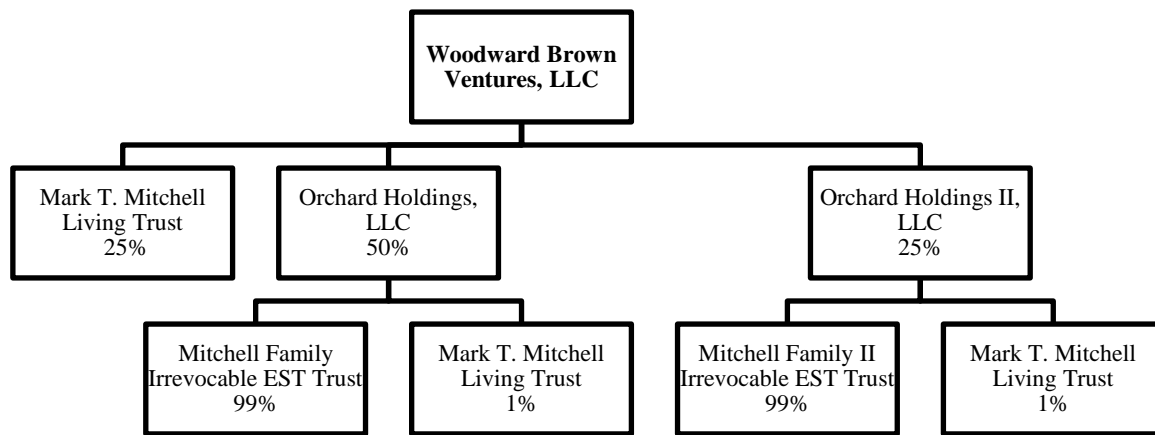 Woodward Brown
Ventures, LLC
Mark T. Mitchell
Living Trust
25%
Orchard Holdings,
LLC
50%
Orchard Holdings II,
LLC
25%
Mitchell Family
Irrevocable EST Trust
99%
Mark T. Mitchell
Living Trust
1%
Mitchell Family II
Irrevocable EST Trust
99%
Mark T. Mitchell
Living Trust
1%